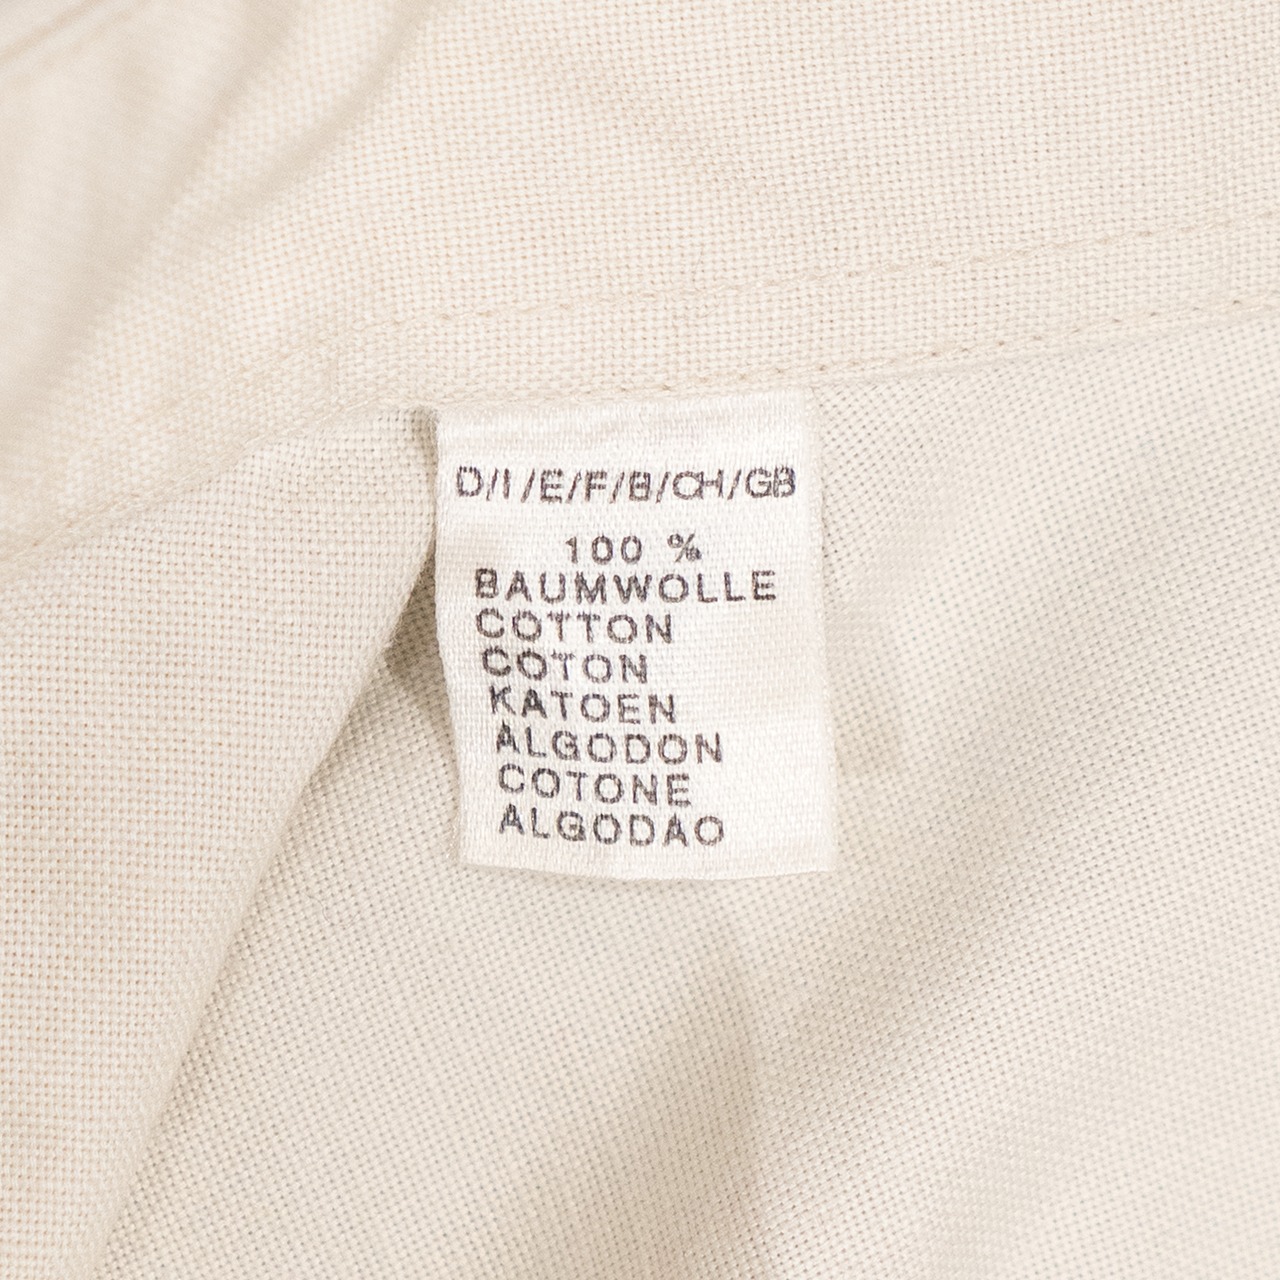 D/I/E/F/B/CH/GB
100 %
BAUMWOLLE
COTTON
COTON
KATOEN
ALGODON
COTONE
ALGODAO